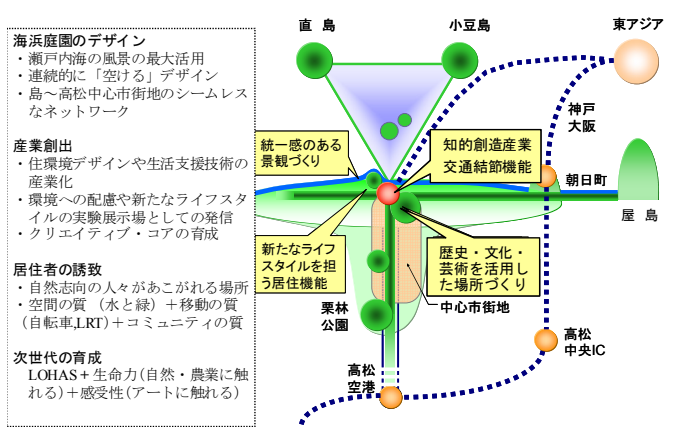 海浜庭園のデザイン
・瀬戸内海の風景の最大活用
・連続的に「空ける」デザイン
・島～高松中心市街地のシームレス
なネットワーク
産業創出
・住環境デザインや生活支援技術の
産業化
・環境への配慮や新たなライフスタ
イルの実験展示場としての発信
・クリエイティブ・コアの育成
居住者の誘致
・自然志向の人々があこがれる場所
・空間の質（水と緑）＋移動の質
(自転車,LRT)＋コミュニティの質
次世代の育成
LOHAS＋生命力(自然・農業に触
れる)＋感受性(アートに触れる)
直 島
小豆島
東アジア
神戸
大阪
統一感のある
景観づくり
知的創造産業
交通結節機能
朝日町
屋 島
新たなライフ
スタイルを担
う居住機能
歴史・文化・
芸術を活用し
た場所づくり
栗林
公園
中心市街地
高松
中央IC
高松
空港